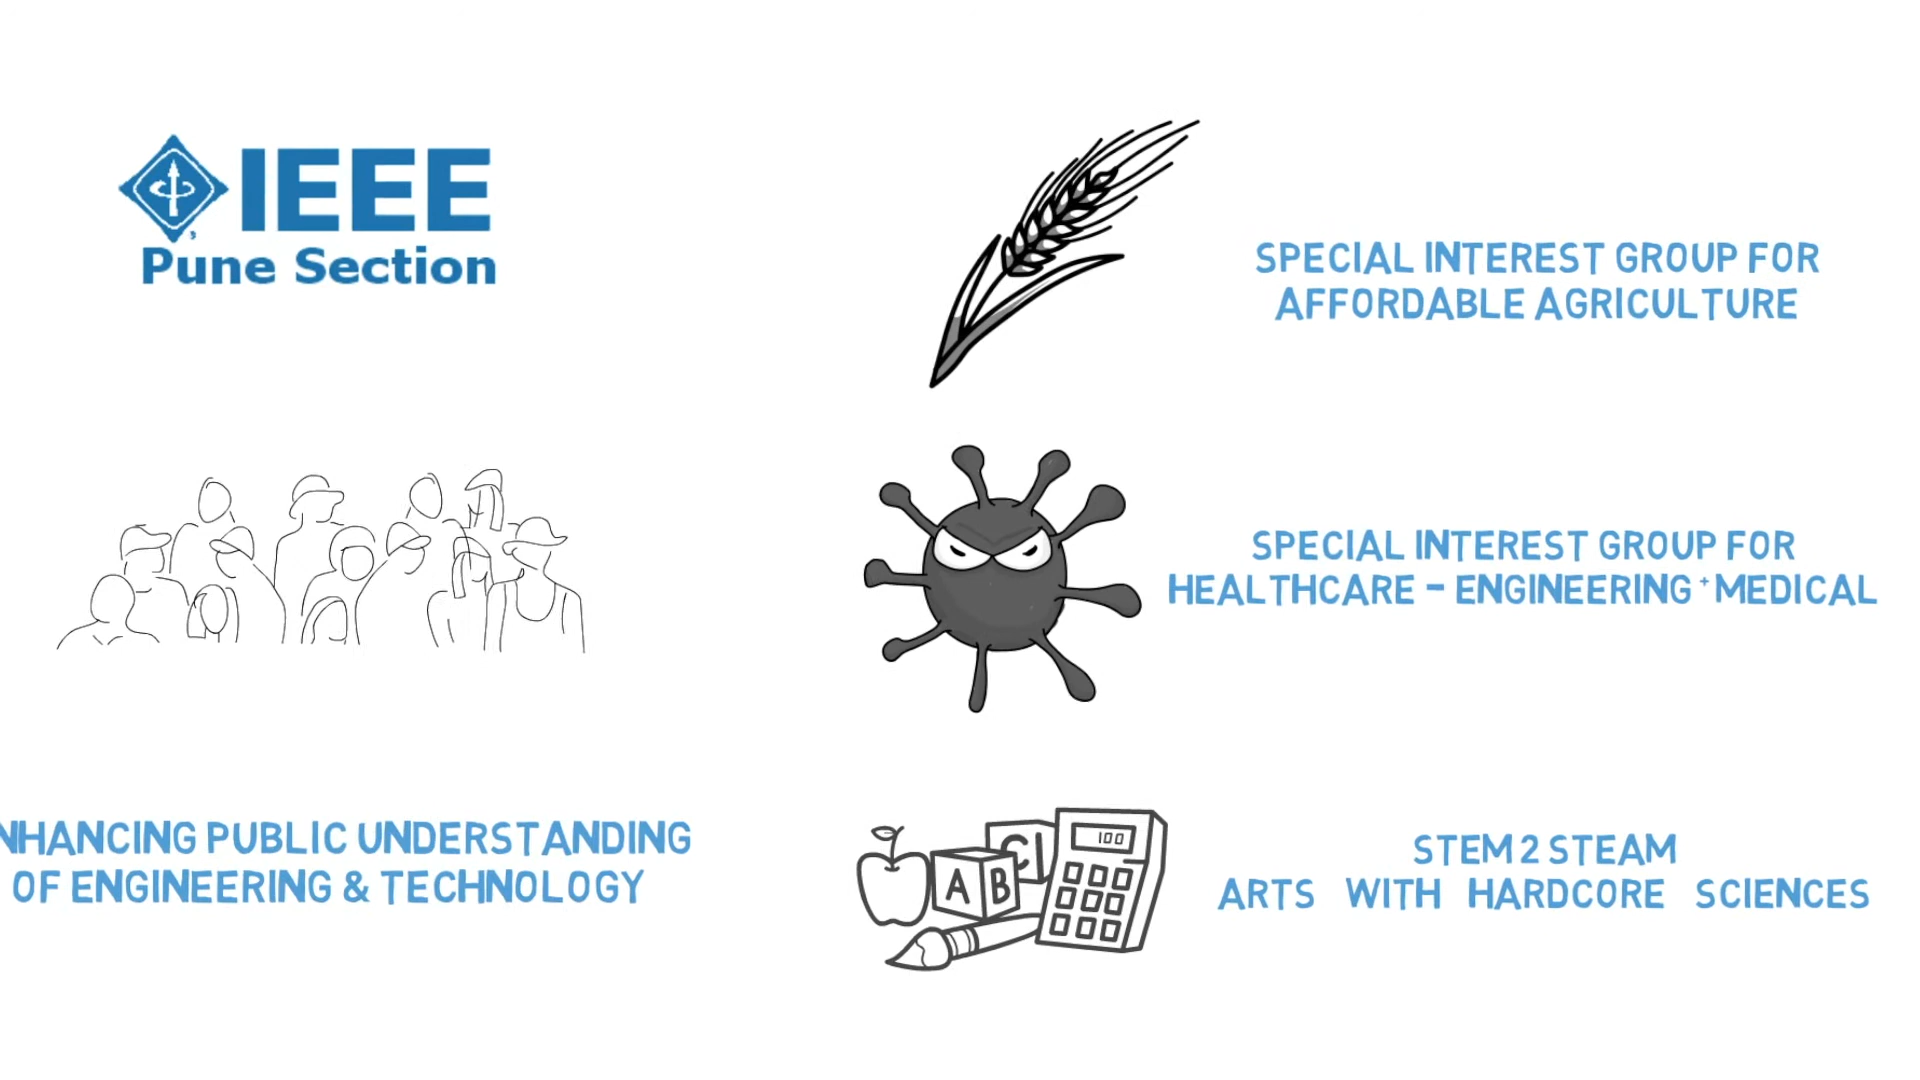 IEEE
Pune Section
SPECIAL INTEREST GROUP FOR
AFFORDABLE AGRICULTURE
SPECIAL INTEREST GROUP FOR
HEALTHCARE - ENGINEERING + MEDICAL
NHANCING PUBLIC UNDERSTANDING
OF ENGINEERING & TECHNOLOGY
C
A B
100
STEM 2 STEAM
ARTS WITH HARDCORE SCIENCES